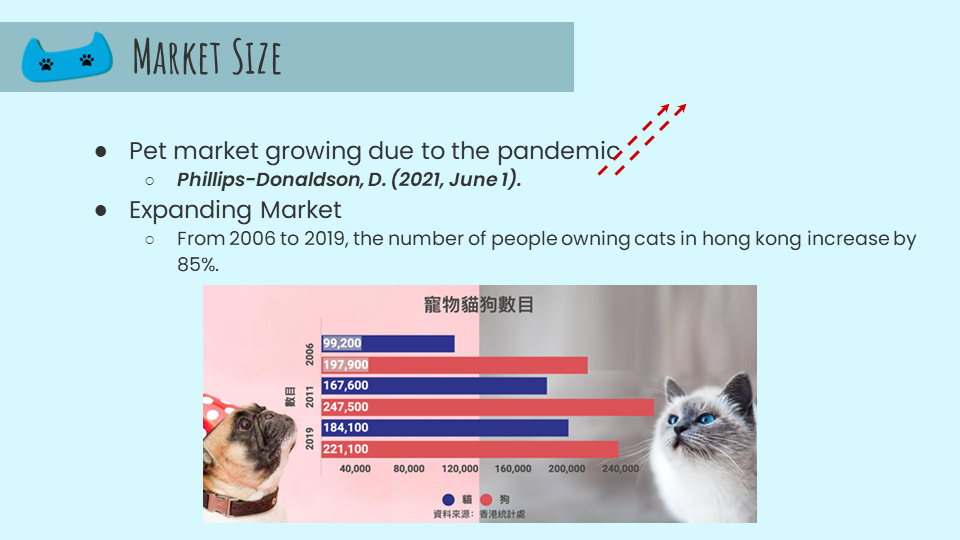 Market Size
● Pet market growing due to the pandemic
○ Phillips-Donaldson, D. (2021, June 1).
● Expanding Market
○ From 2006 to 2019, the number of people owning cats in hong kong increase by
85%.
寵物貓狗數目
99,200
2006
197,900
167,600
數目
2011
247,500
184,100
2019
221,100
40,000 80,000 120,000 160,000 200,000 240,000
貓 狗
資料來源: 香港統計處